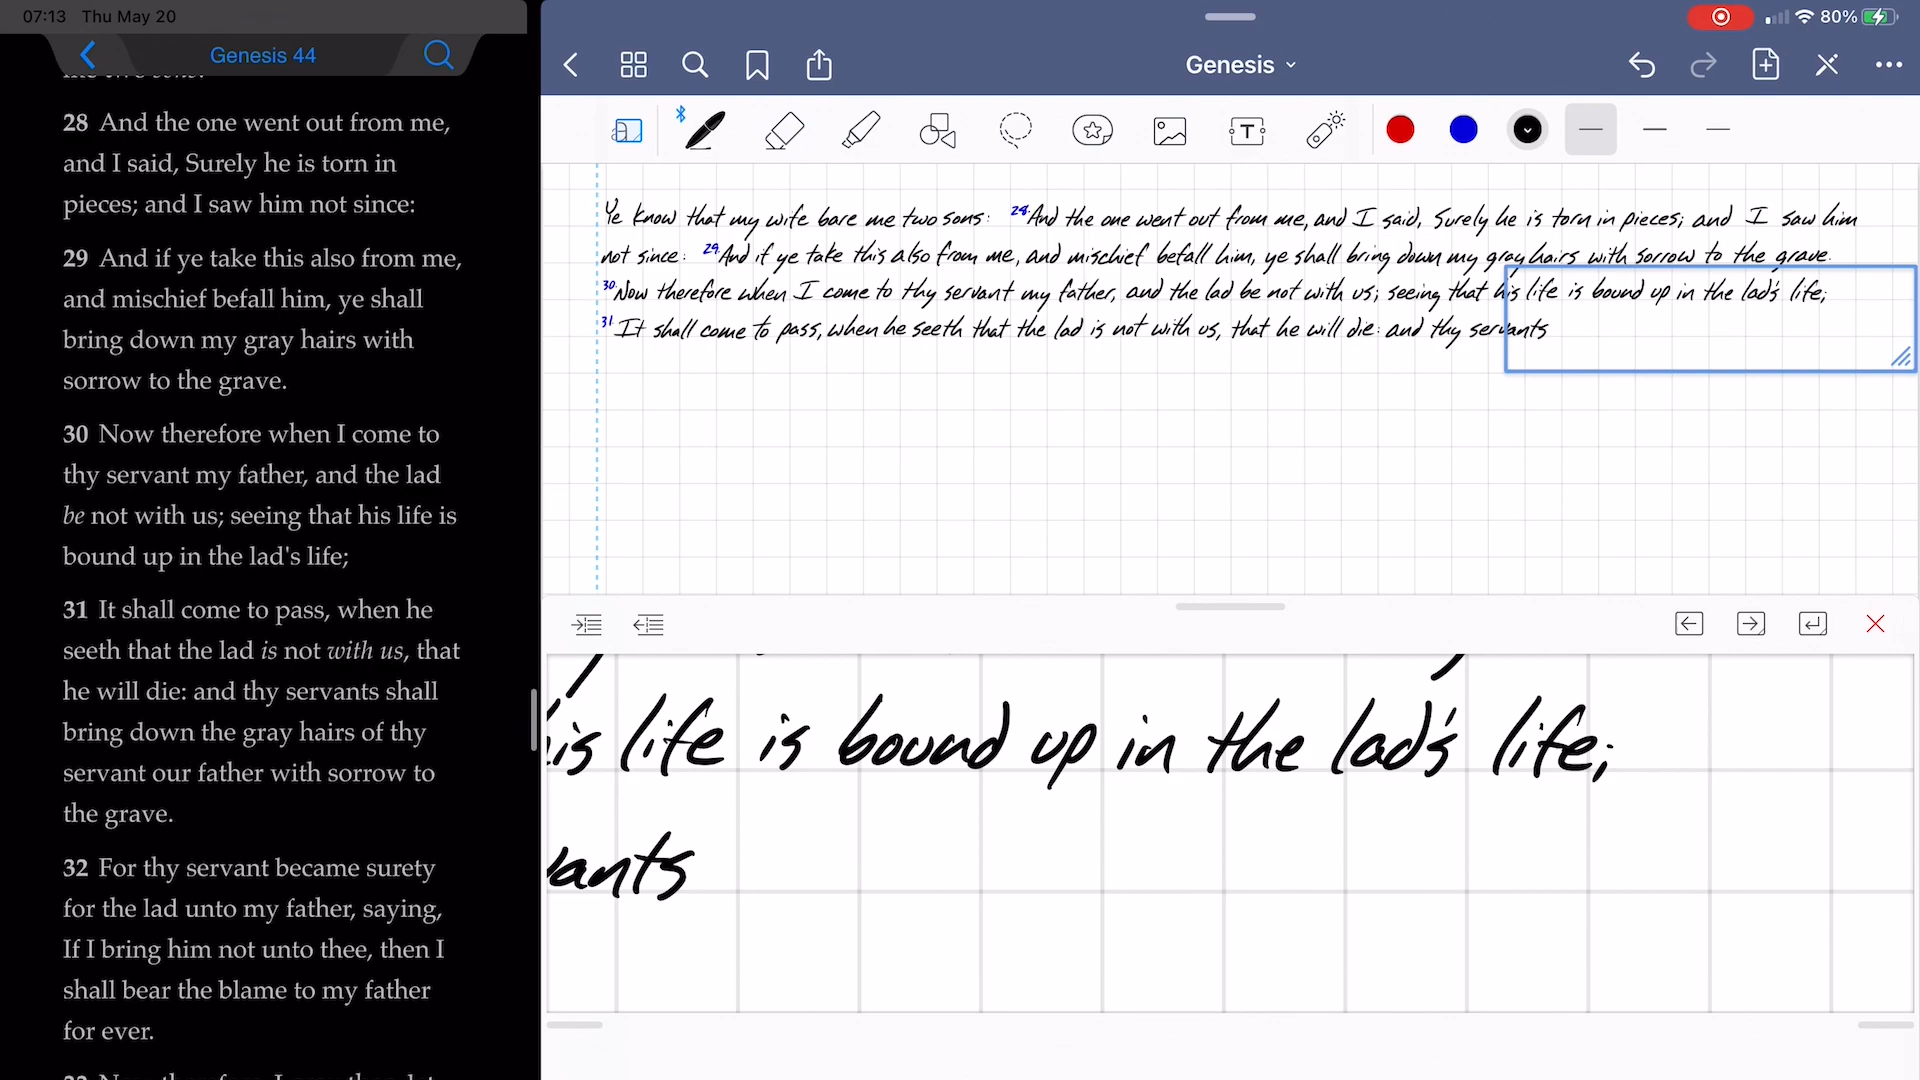 07:13 Thu May 20
Genesis 44
28 And the one went out from me,
and I said, Surely he is torn in
pieces; and I saw him not since:
29 And if ye take this also from me,
and mischief befall him, ye shall
bring down my gray hairs with
sorrow to the grave.
30 Now therefore when I come to
thy servant my father, and the lad
be not with us; seeing that his life is
bound up in the lad's life;
31 It shall come to pass, when he
seeth that the lad is not with us, that
he will die: and thy servants shall
bring down the gray hairs of thy
servant our father with sorrow to
the grave.
32 For thy servant became surety
for the lad unto my father, saying,
If I bring him not unto thee, then I
shall bear the blame to my father
for ever.
80%
Genesis
T
Ye know that my wife bare me two sons: 28 And the one went out from me, and I said, Surely he is torn in pieces; and I saw him
not since: 29 And if ye take this also from me, and mischief befall him, ye shall bring down my gray hairs with sorrow to the grave.
30 Now therefore when I come to thy servant my father, and the lad be not with us; seeing that his life is bound up in the lad's life;
31 It shall come to pass, when he seeth that the lad is not with us, that he will die: and thy servants
is life is bound up in the lad's life;
vants